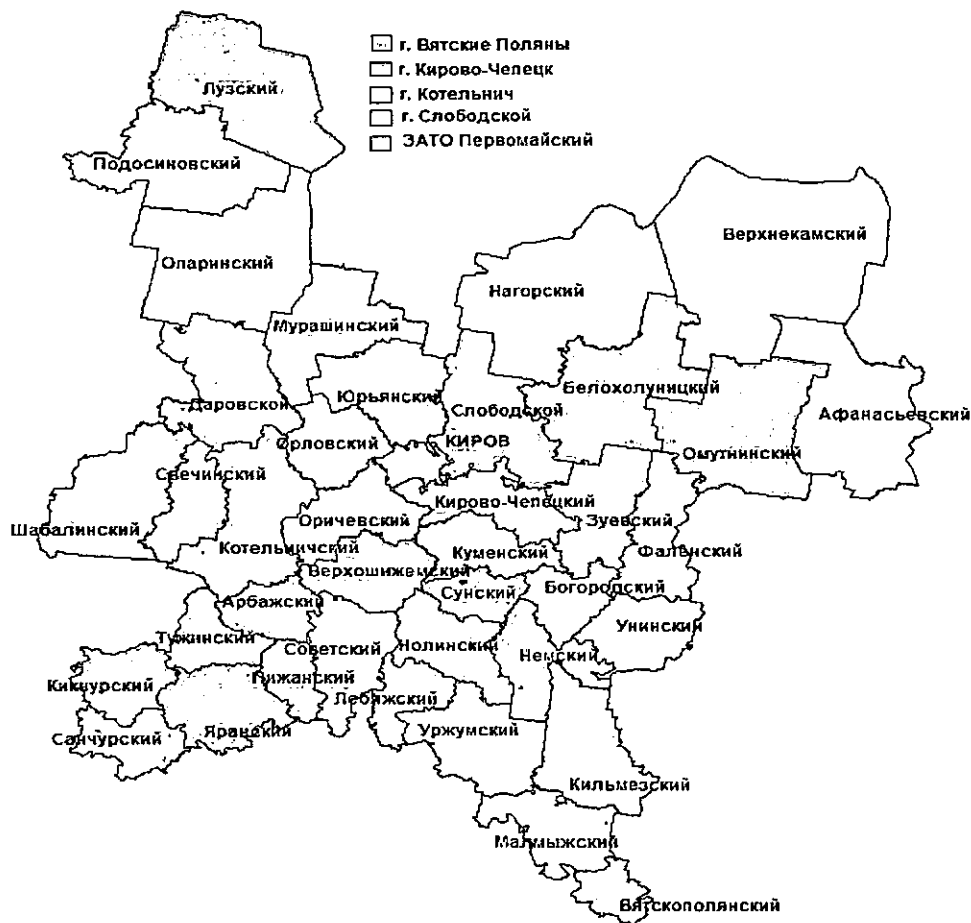 г. Вятские Поляны
г. Кирово-Чепецк
г. Котельнич
г. Слободской
ЗАТО Первомайский
Лузский
Подосиновский
Опаринский
Верхнекамский
Нагорский
Мурашинский
Юрьянский
Белохолуницкий
Даровской
Слободской
Афанасьевский
Орловский
КИРОВ
Омутнинский
Свечинский
Кирово-Чепецкий
Шабалинский
Оричевский
Зуевский
Котельничский
Куменский
Фаленский
Верхошижемский
Сунский
Богородский
Арбажский
Унинский
Тужинский
Советский
Нолинский
Немский
Кикнурский
Пижанский
Лебяжский
Санчурский
Яранский
Уржумский
Кильмезский
Малмыжский
Вятскополянский